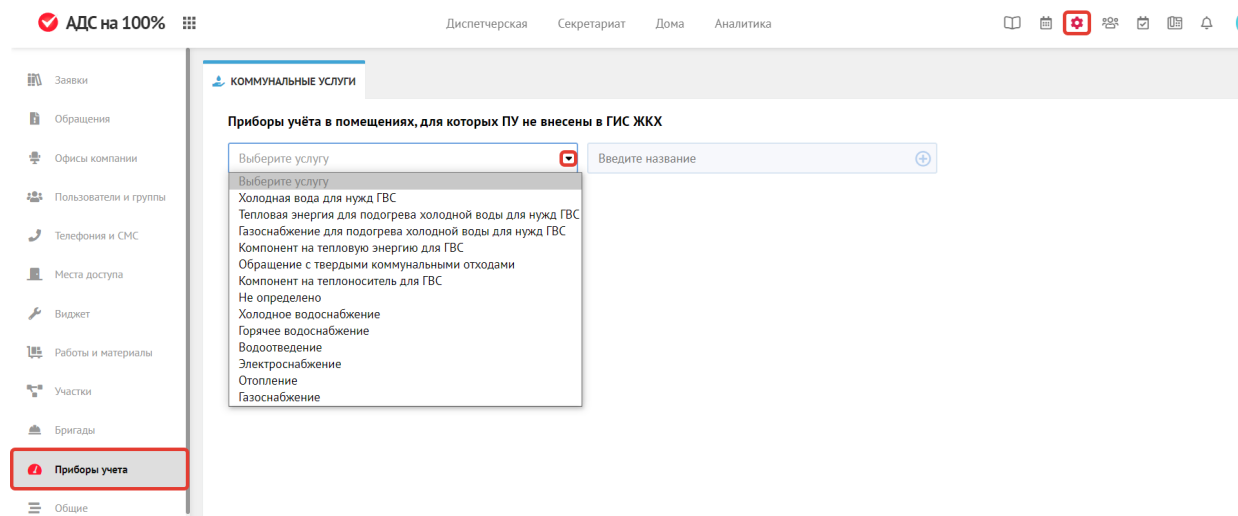 АДС на 100%
Диспетчерская Секретариат Дома Аналитика
Заявки
Обращения
Офисы компании
Пользователи и группы
Телефония и СМС
Места доступа
Виджет
Работы и материалы
Участки
Бригады
Приборы учета
Общие
КОММУНАЛЬНЫЕ УСЛУГИ
Приборы учёта в помещениях, для которых ПУ не внесены в ГИС ЖКХ
Выберите услугу Введите название
Выберите услугу
Холодная вода для нужд ГВС
Тепловая энергия для подогрева холодной воды для нужд ГВС
Газоснабжение для подогрева холодной воды для нужд ГВС
Компонент на тепловую энергию для ГВС
Обращение с твердыми коммунальными отходами
Компонент на теплоноситель для ГВС
Не определено
Холодное водоснабжение
Горячее водоснабжение
Водоотведение
Электроснабжение
Отопление
Газоснабжение